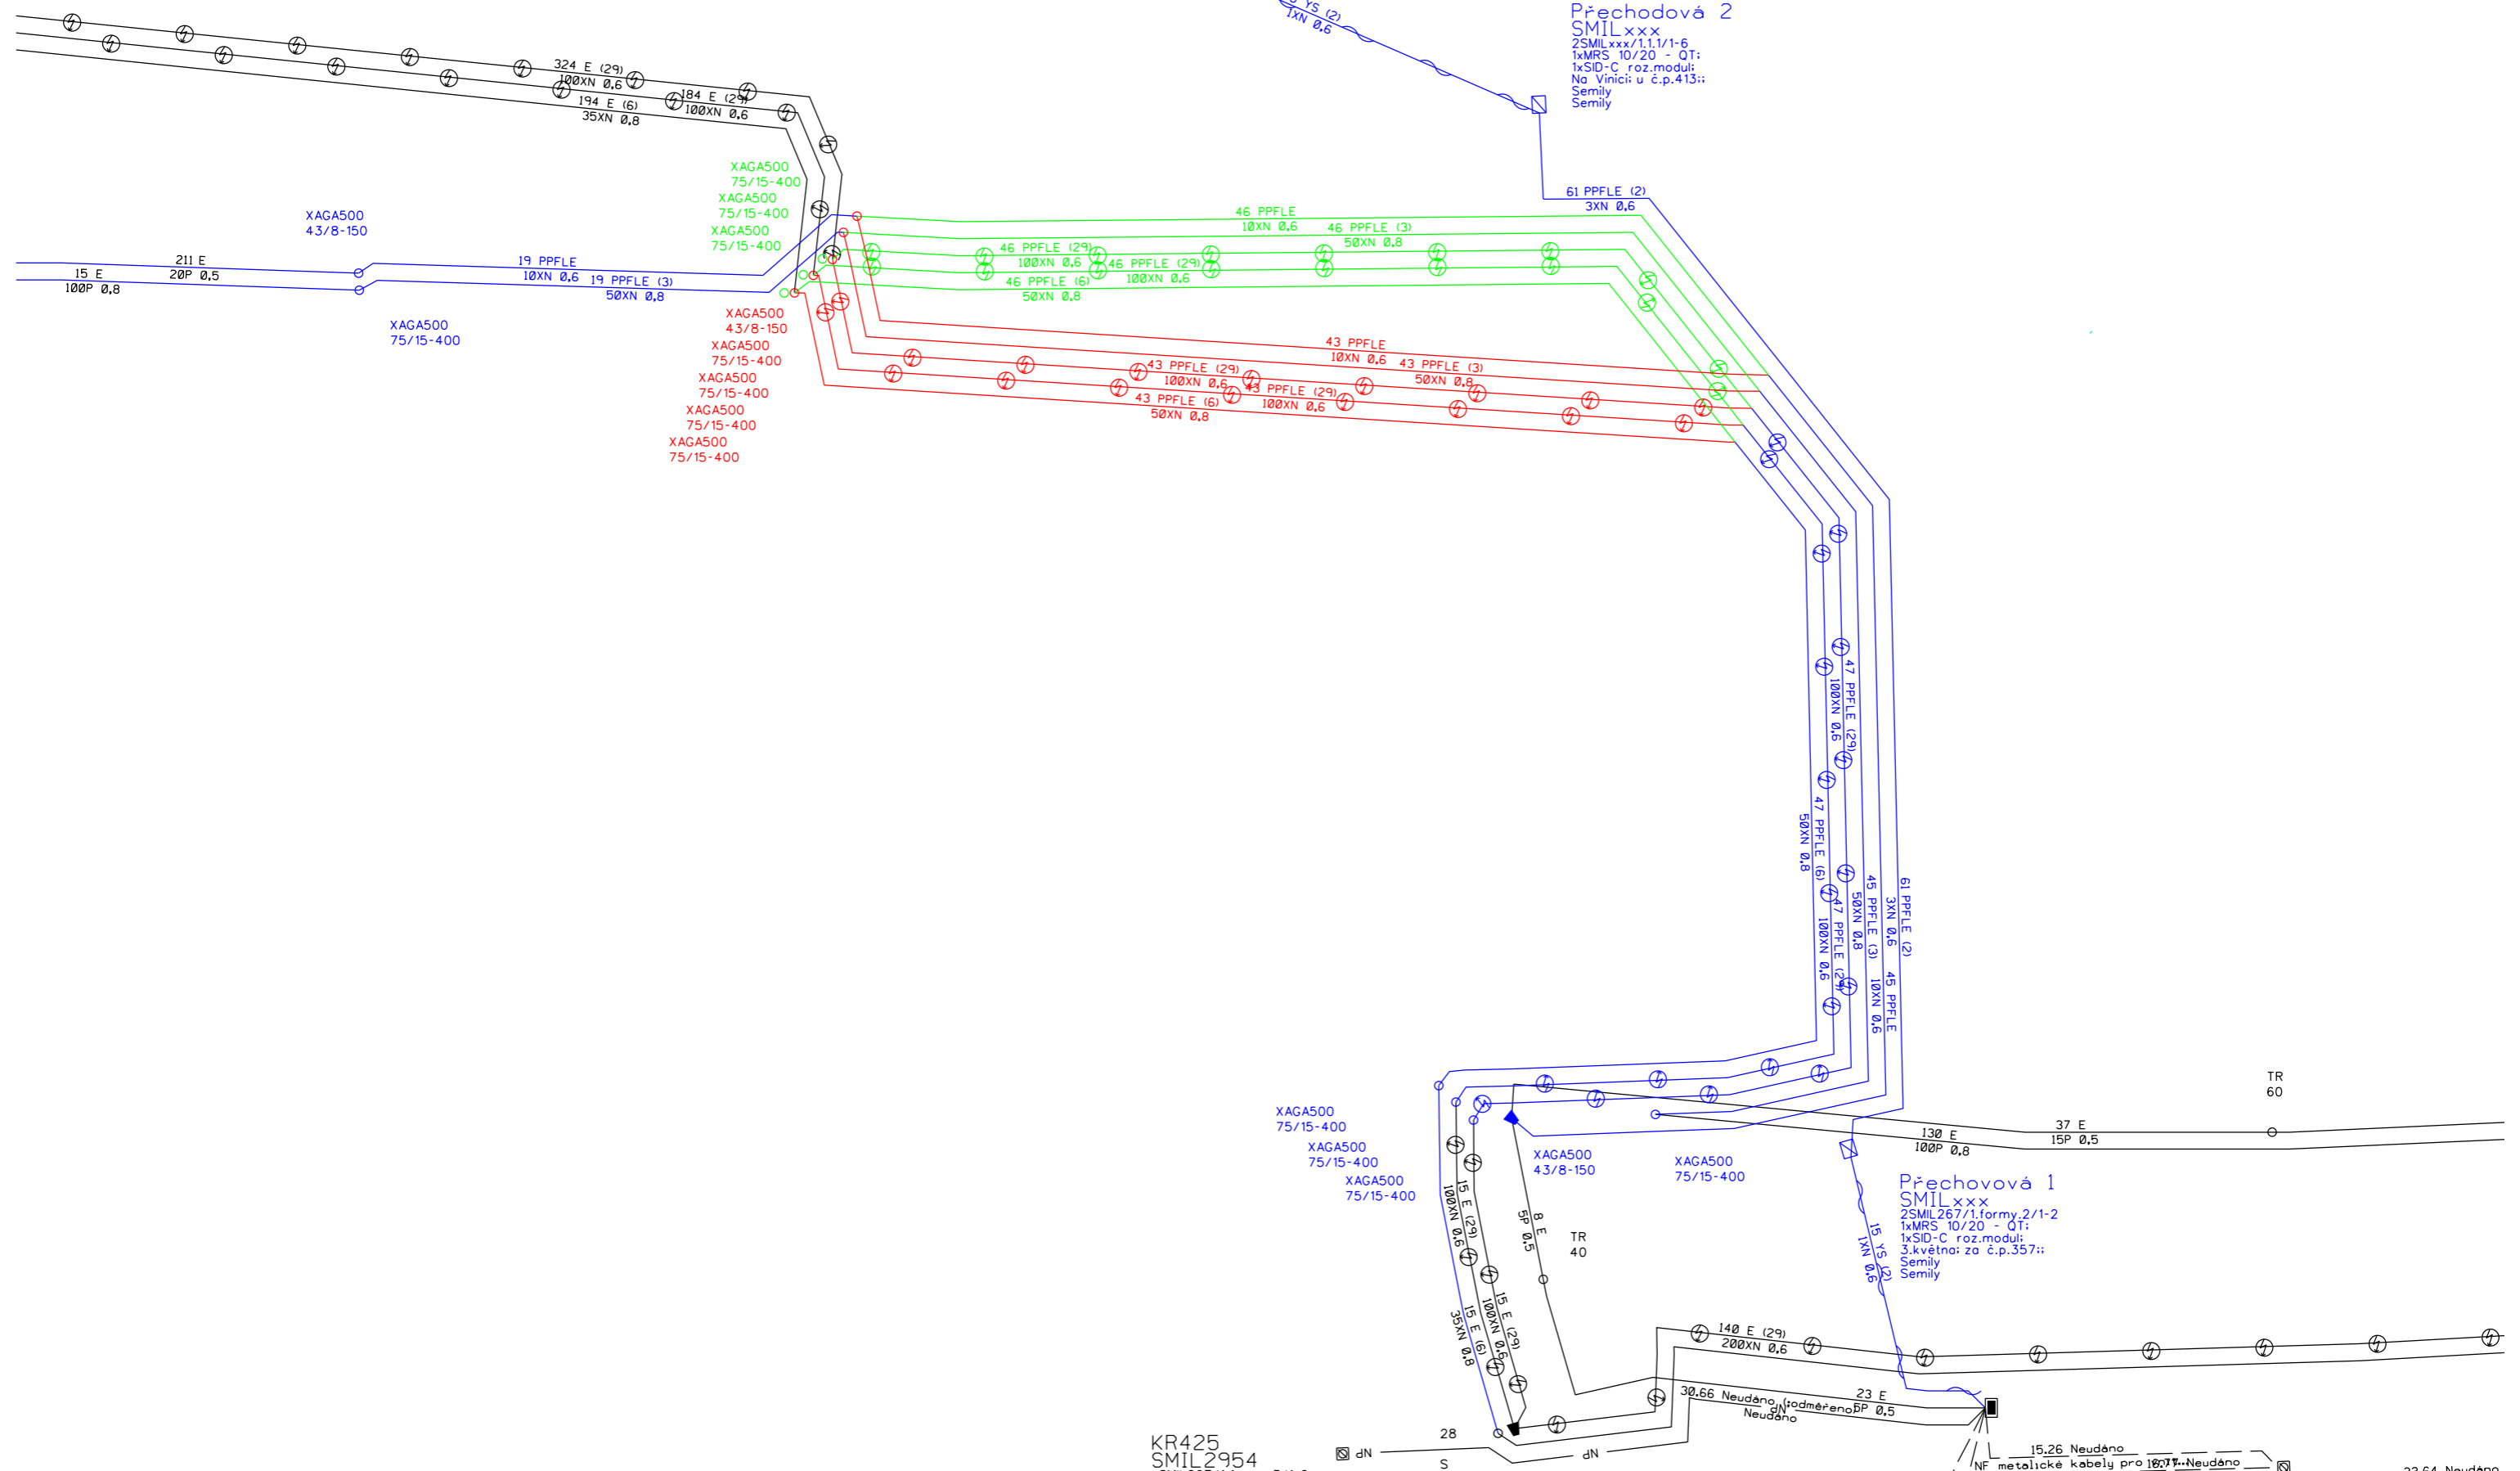 5 YS (2)
1XN 0.6
Přechodová 2
SMILxxx
2SMILxxx/1.1.1/1-6
1xMRS 10/20 - QT;
1xSID-C roz.modul;
Na Vinici; u č.p.413;;
Semily
Semily
324 E (29)
100XN 0.6
184 E (29)
100XN 0.6
194 E (6)
35XN 0.8
XAGA500
75/15-400
XAGA500
75/15-400
XAGA500
75/15-400
XAGA500
43/8-150
61 PPFLE (2)
3XN 0.6
46 PPFLE
10XN 0.6
46 PPFLE (3)
50XN 0.8
46 PPFLE (29)
100XN 0.6
46 PPFLE (29)
100XN 0.6
46 PPFLE (6)
50XN 0.8
211 E
20P 0.5
15 E
100P 0.8
19 PPFLE
10XN 0.6
19 PPFLE (3)
50XN 0.8
XAGA500
75/15-400
XAGA500
43/8-150
XAGA500
75/15-400
XAGA500
75/15-400
XAGA500
75/15-400
XAGA500
75/15-400
43 PPFLE
10XN 0.6
43 PPFLE (3)
50XN 0.8
43 PPFLE (29)
100XN 0.6
43 PPFLE (29)
100XN 0.6
43 PPFLE (6)
50XN 0.8
47 PPFLE (29)
100XN 0.6
47 PPFLE (6)
50XN 0.8
47 PPFLE (29)
100XN 0.6
45 PPFLE (3)
50XN 0.8
61 PPFLE (2)
3XN 0.6
45 PPFLE
10XN 0.6
TR
60
37 E
15P 0.5
130 E
100P 0.8
XAGA500
75/15-400
XAGA500
75/15-400
XAGA500
75/15-400
XAGA500
43/8-150
XAGA500
75/15-400
Přechovová 1
SMILxxx
2SMIL267/1.formy.2/1-2
1xMRS 10/20 - QT;
1xSID-C roz.modul;
3.května; za č.p.357;;
Semily
Semily
15 E (29)
100XN 0.6
8 E
5P 0.5
TR
40
15 YS (2)
1XN 0.6
15 E (29)
100XN 0.6
15 E (6)
35XN 0.8
140 E (29)
200XN 0.6
30.66 Neudáno (odměřeno)
Neudáno
dN
23 E
5P 0.5
KR425
SMIL2954
28
S
dN
dN
15.26 Neudáno
NF metalické kabely pro
Neudáno